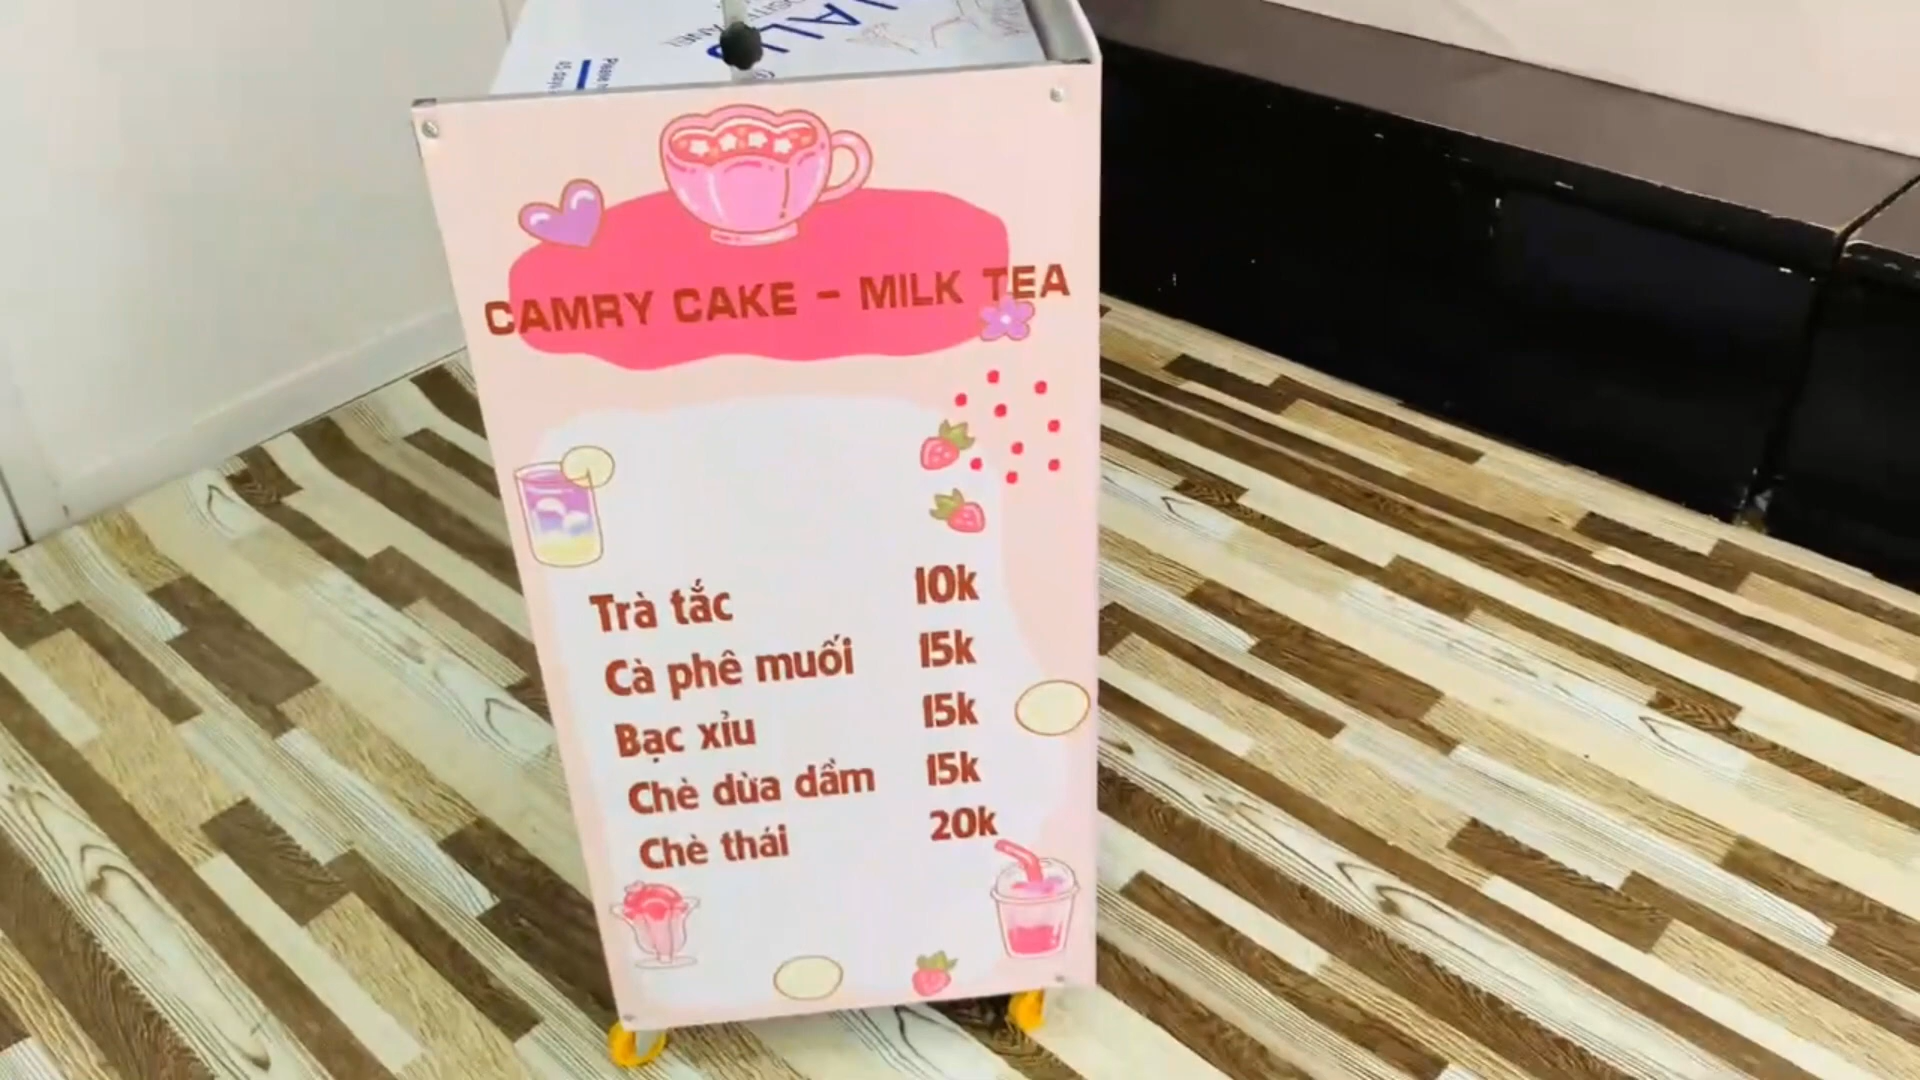 CAMRY CAKE - MILK TEA
Trà tắc 10k
Cà phê muối 15k
Bạc xỉu 15k
Chè dừa dầm 15k
Chè thái 20k